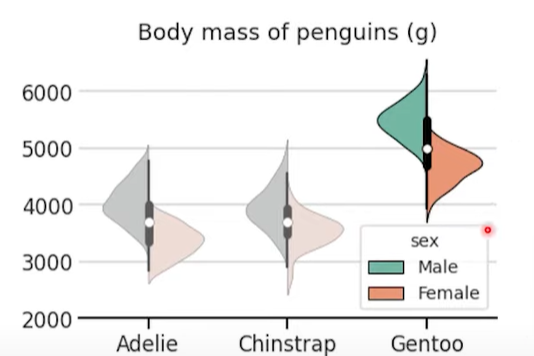 Body mass of penguins (g)
6000
5000
4000
3000
2000
sex
Male
Female
Adelie Chinstrap Gentoo